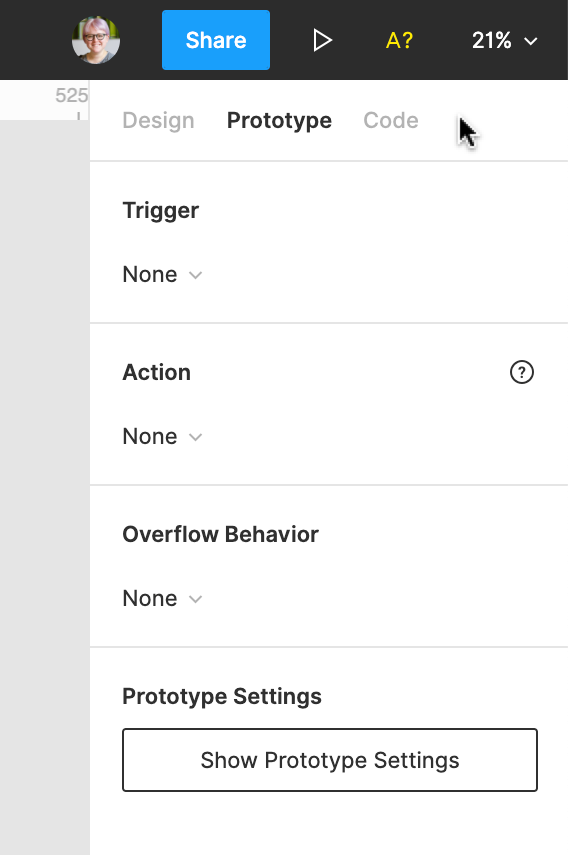 Share A? 21%
525
Design Prototype Code
Trigger
None
Action ?
None
Overflow Behavior
None
Prototype Settings
Show Prototype Settings